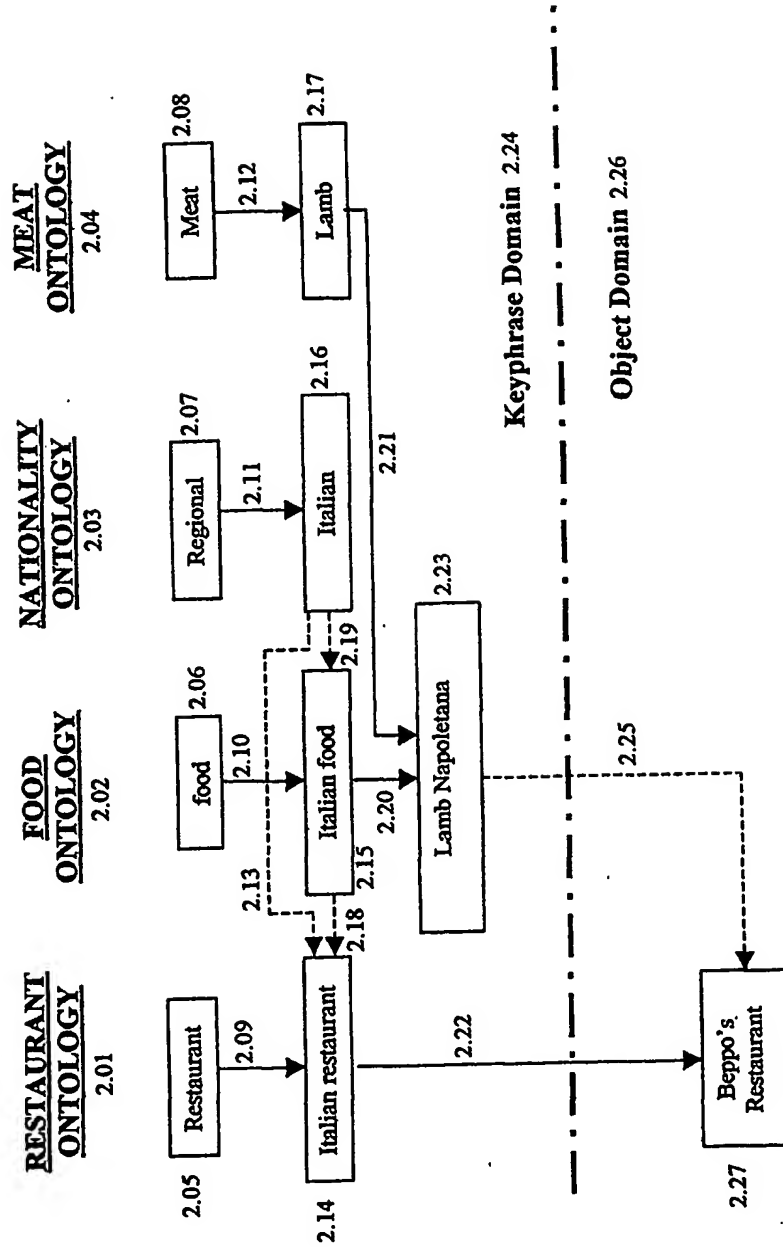 RESTAURANT
ONTOLOGY
2.01
FOOD
ONTOLOGY
2.02
NATIONALITY
ONTOLOGY
2.03
MEAT
ONTOLOGY
2.04
2.05
Restaurant
food
2.06
Regional
2.07
Meat
2.08
2.09
2.10
2.11
2.12
2.13
2.14
Italian restaurant
Italian food
2.15
Italian
2.16
Lamb
2.17
2.18
2.19
2.20
2.21
2.22
Lamb Napoletana
2.23
Keyphrase Domain 2.24
Object Domain 2.26
2.25
2.27
Beppo's
Restaurant